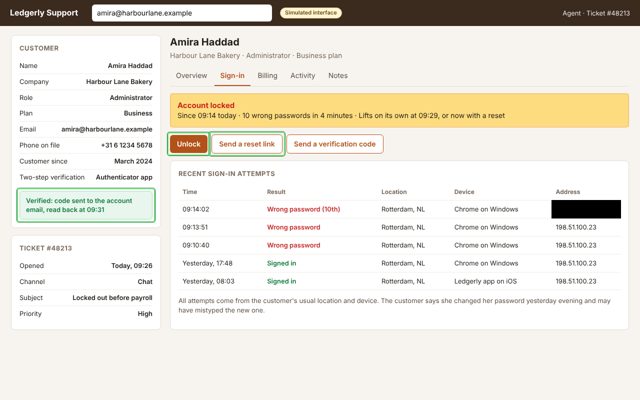 Ledgerly Support
amira@harbourlane.example
Simulated interface
Agent · Ticket #48213
CUSTOMER
Name Amira Haddad
Company Harbour Lane Bakery
Role Administrator
Plan Business
Email amira@harbourlane.example
Phone on file +31 6 1234 5678
Customer since March 2024
Two-step verification Authenticator app
Verified: code sent to the account
email, read back at 09:31
TICKET #48213
Opened Today, 09:26
Channel Chat
Subject Locked out before payroll
Priority High
Amira Haddad
Harbour Lane Bakery · Administrator · Business plan
Overview Sign-in Billing Activity Notes
Account locked
Since 09:14 today · 10 wrong passwords in 4 minutes · Lifts on its own at 09:29, or now with a reset
Unlock Send a reset link Send a verification code
RECENT SIGN-IN ATTEMPTS
Time Result Location Device Address
09:14:02 Wrong password (10th) Rotterdam, NL Chrome on Windows
09:13:51 Wrong password Rotterdam, NL Chrome on Windows 198.51.100.23
09:10:40 Wrong password Rotterdam, NL Chrome on Windows 198.51.100.23
Yesterday, 17:48 Signed in Rotterdam, NL Chrome on Windows 198.51.100.23
Yesterday, 08:03 Signed in Rotterdam, NL Ledgerly app on iOS 198.51.100.23
All attempts come from the customer's usual location and device. The customer says she changed her password yesterday evening and may
have mistyped the new one.